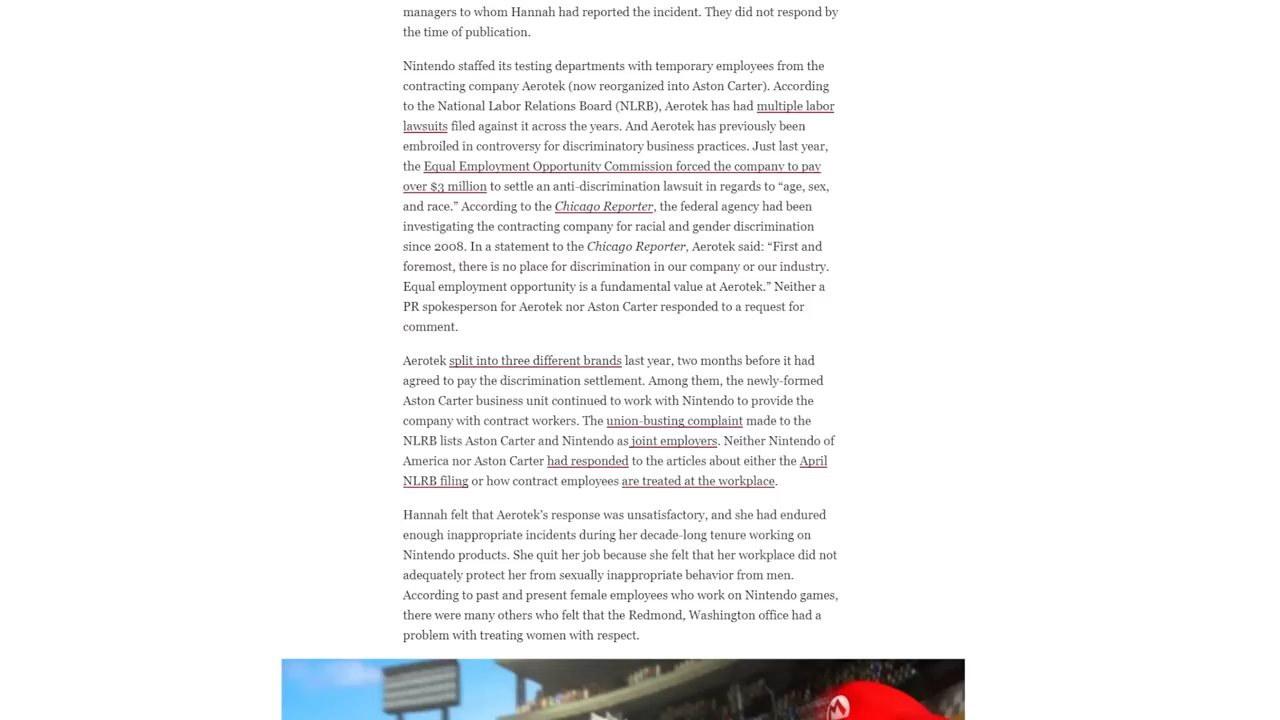 managers to whom Hannah had reported the incident. They did not respond by
the time of publication.
Nintendo staffed its testing departments with temporary employees from the
contracting company Aerotek (now reorganized into Aston Carter). According
to the National Labor Relations Board (NLRB), Aerotek has had multiple labor
lawsuits filed against it across the years. And Aerotek has previously been
embroiled in controversy for discriminatory business practices. Just last year,
the Equal Employment Opportunity Commission forced the company to pay
over $3 million to settle an anti-discrimination lawsuit in regards to “age, sex,
and race.” According to the Chicago Reporter, the federal agency had been
investigating the contracting company for racial and gender discrimination
since 2008. In a statement to the Chicago Reporter, Aerotek said: “First and
foremost, there is no place for discrimination in our company or our industry.
Equal employment opportunity is a fundamental value at Aerotek.” Neither a
PR spokesperson for Aerotek nor Aston Carter responded to a request for
comment.
Aerotek split into three different brands last year, two months before it had
agreed to pay the discrimination settlement. Among them, the newly-formed
Aston Carter business unit continued to work with Nintendo to provide the
company with contract workers. The union-busting complaint made to the
NLRB lists Aston Carter and Nintendo as joint employers. Neither Nintendo of
America nor Aston Carter had responded to the articles about either the April
NLRB filing or how contract employees are treated at the workplace.
Hannah felt that Aerotek’s response was unsatisfactory, and she had endured
enough inappropriate incidents during her decade-long tenure working on
Nintendo products. She quit her job because she felt that her workplace did not
adequately protect her from sexually inappropriate behavior from men.
According to past and present female employees who work on Nintendo games,
there were many others who felt that the Redmond, Washington office had a
problem with treating women with respect.
M